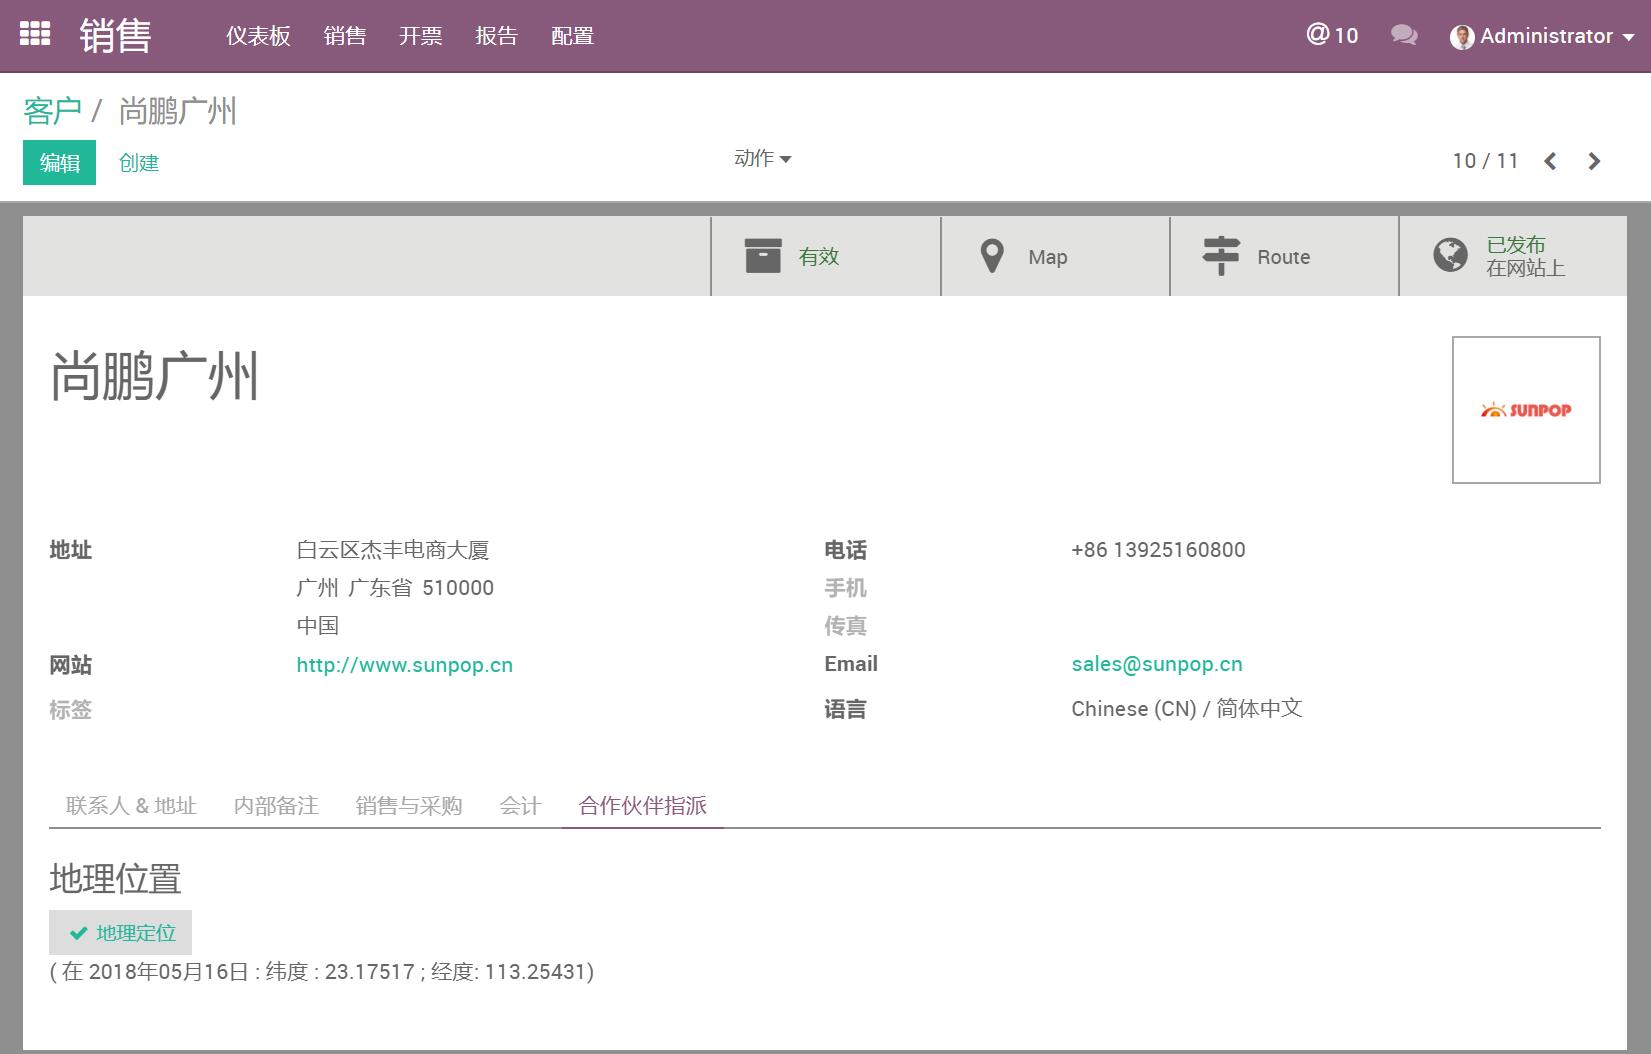 销售 仪表板 销售 开票 报告 配置 @10 Administrator
客户 / 尚鹏广州
编辑 创建 动作 10 / 11
有效 Map Route 已发布
在网站上
尚鹏广州
SUNPOP
地址 白云区杰丰电商大厦 电话 +86 13925160800
广州 广东省 510000 手机
中国 传真
网站 http://www.sunpop.cn Email sales@sunpop.cn
标签 语言 Chinese (CN) / 简体中文
联系人 & 地址 内部备注 销售与采购 会计 合作伙伴指派
地理位置
地理定位
( 在 2018年05月16日 : 纬度 : 23.17517 ; 经度: 113.25431)